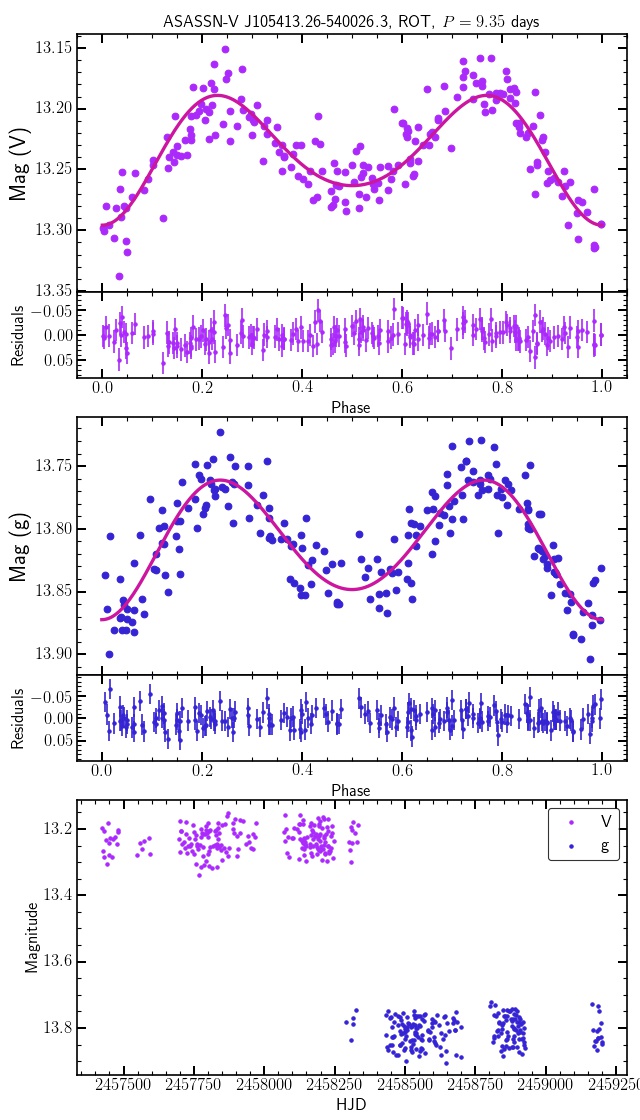 ASASSN-V J105413.26-540026.3, ROT, P = 9.35 days
13.15
13.20
13.25
13.30
13.35
Mag (V)
−0.05
0.00
0.05
Residuals
0.0 0.2 0.4 0.6 0.8 1.0
Phase
13.75
13.80
13.85
13.90
Mag (g)
−0.05
0.00
0.05
Residuals
0.0 0.2 0.4 0.6 0.8 1.0
Phase
V
g
13.2
13.4
13.6
13.8
Magnitude
2457500 2457750 2458000 2458250 2458500 2458750 2459000 245925
HJD